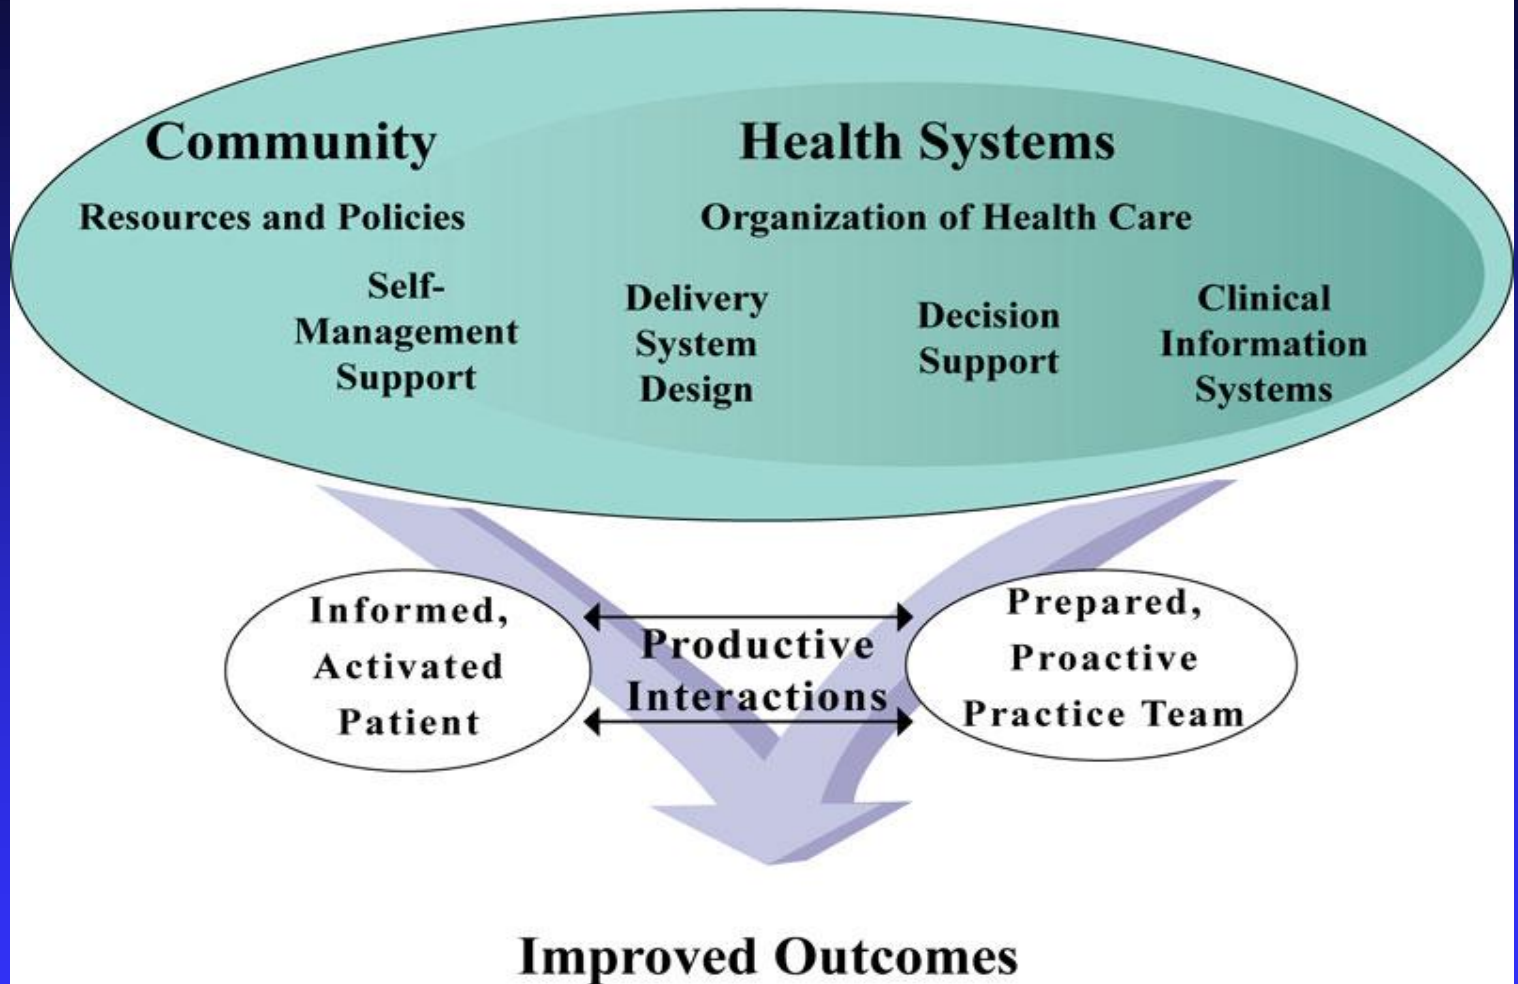 Community
Health Systems
Resources and Policies
Organization of Health Care
Self-
Management
Support
Delivery
System
Design
Decision
Support
Clinical
Information
Systems
Informed,
Activated
Patient
Productive
Interactions
Prepared,
Proactive
Practice Team
Improved Outcomes